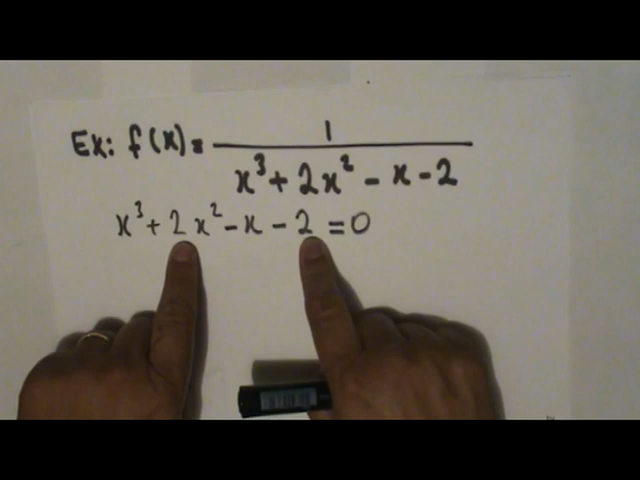 Ex: f(x) = 1 / (x³ + 2x² - x - 2)
x³ + 2x² - x - 2 = 0